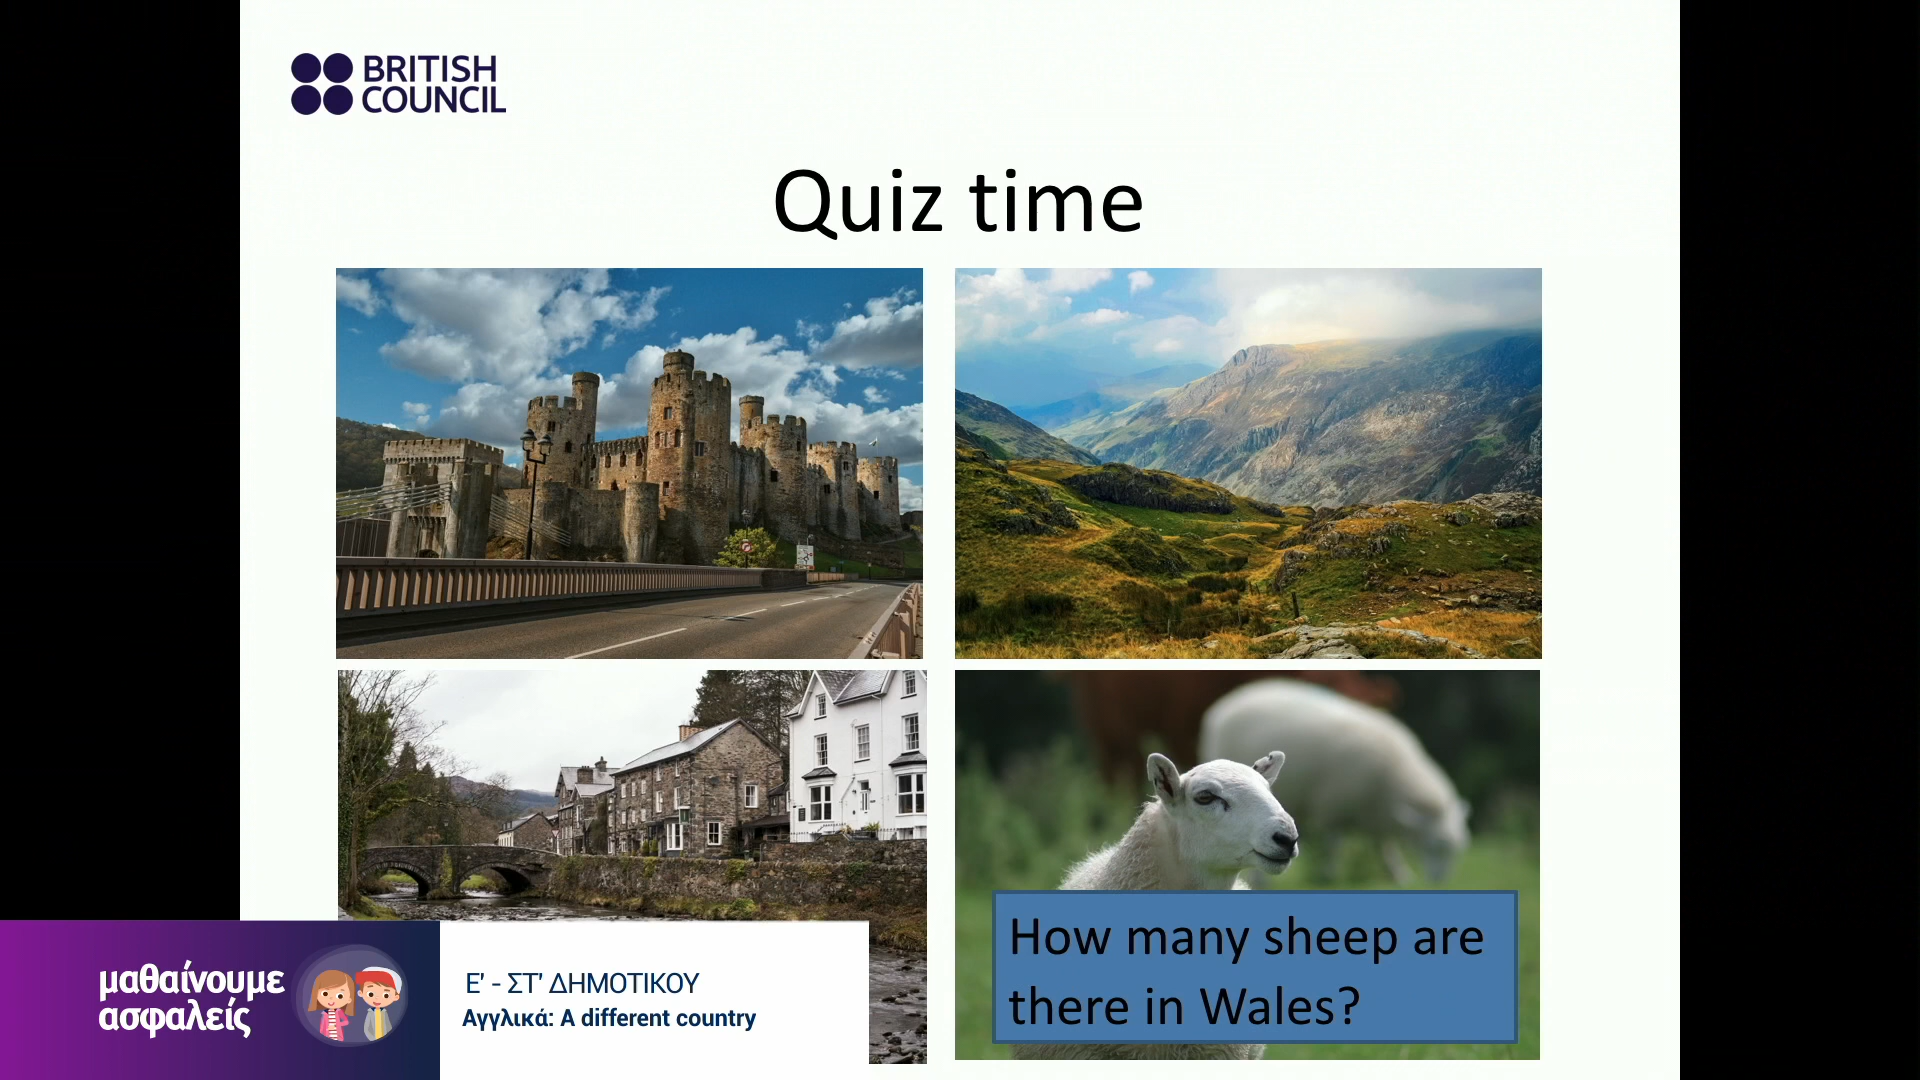 BRITISH
COUNCIL
Quiz time
How many sheep are
there in Wales?
μαθαίνουμε
ασφαλείς
Ε' - ΣΤ' ΔΗΜΟΤΙΚΟΥ
Αγγλικά: A different country